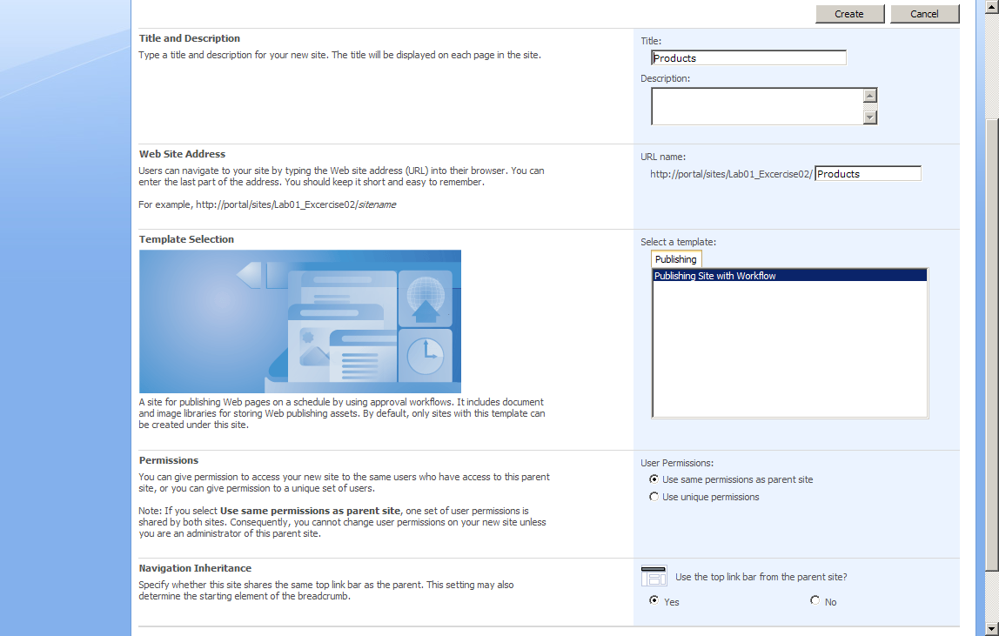 Create Cancel
Title and Description
Type a title and description for your new site. The title will be displayed on each page in the site.
Title:
Products
Description:
Web Site Address
Users can navigate to your site by typing the Web site address (URL) into their browser. You can
enter the last part of the address. You should keep it short and easy to remember.
For example, http://portal/sites/Lab01_Excercise02/sitename
URL name:
http://portal/sites/Lab01_Excercise02/ Products
Template Selection
A site for publishing Web pages on a schedule by using approval workflows. It includes document
and image libraries for storing Web publishing assets. By default, only sites with this template can
be created under this site.
Select a template:
Publishing
Publishing Site with Workflow
Permissions
You can give permission to access your new site to the same users who have access to this parent
site, or you can give permission to a unique set of users.
Note: If you select Use same permissions as parent site, one set of user permissions is
shared by both sites. Consequently, you cannot change user permissions on your new site unless
you are an administrator of this parent site.
User Permissions:
Use same permissions as parent site
Use unique permissions
Navigation Inheritance
Specify whether this site shares the same top link bar as the parent. This setting may also
determine the starting element of the breadcrumb.
Use the top link bar from the parent site?
Yes No